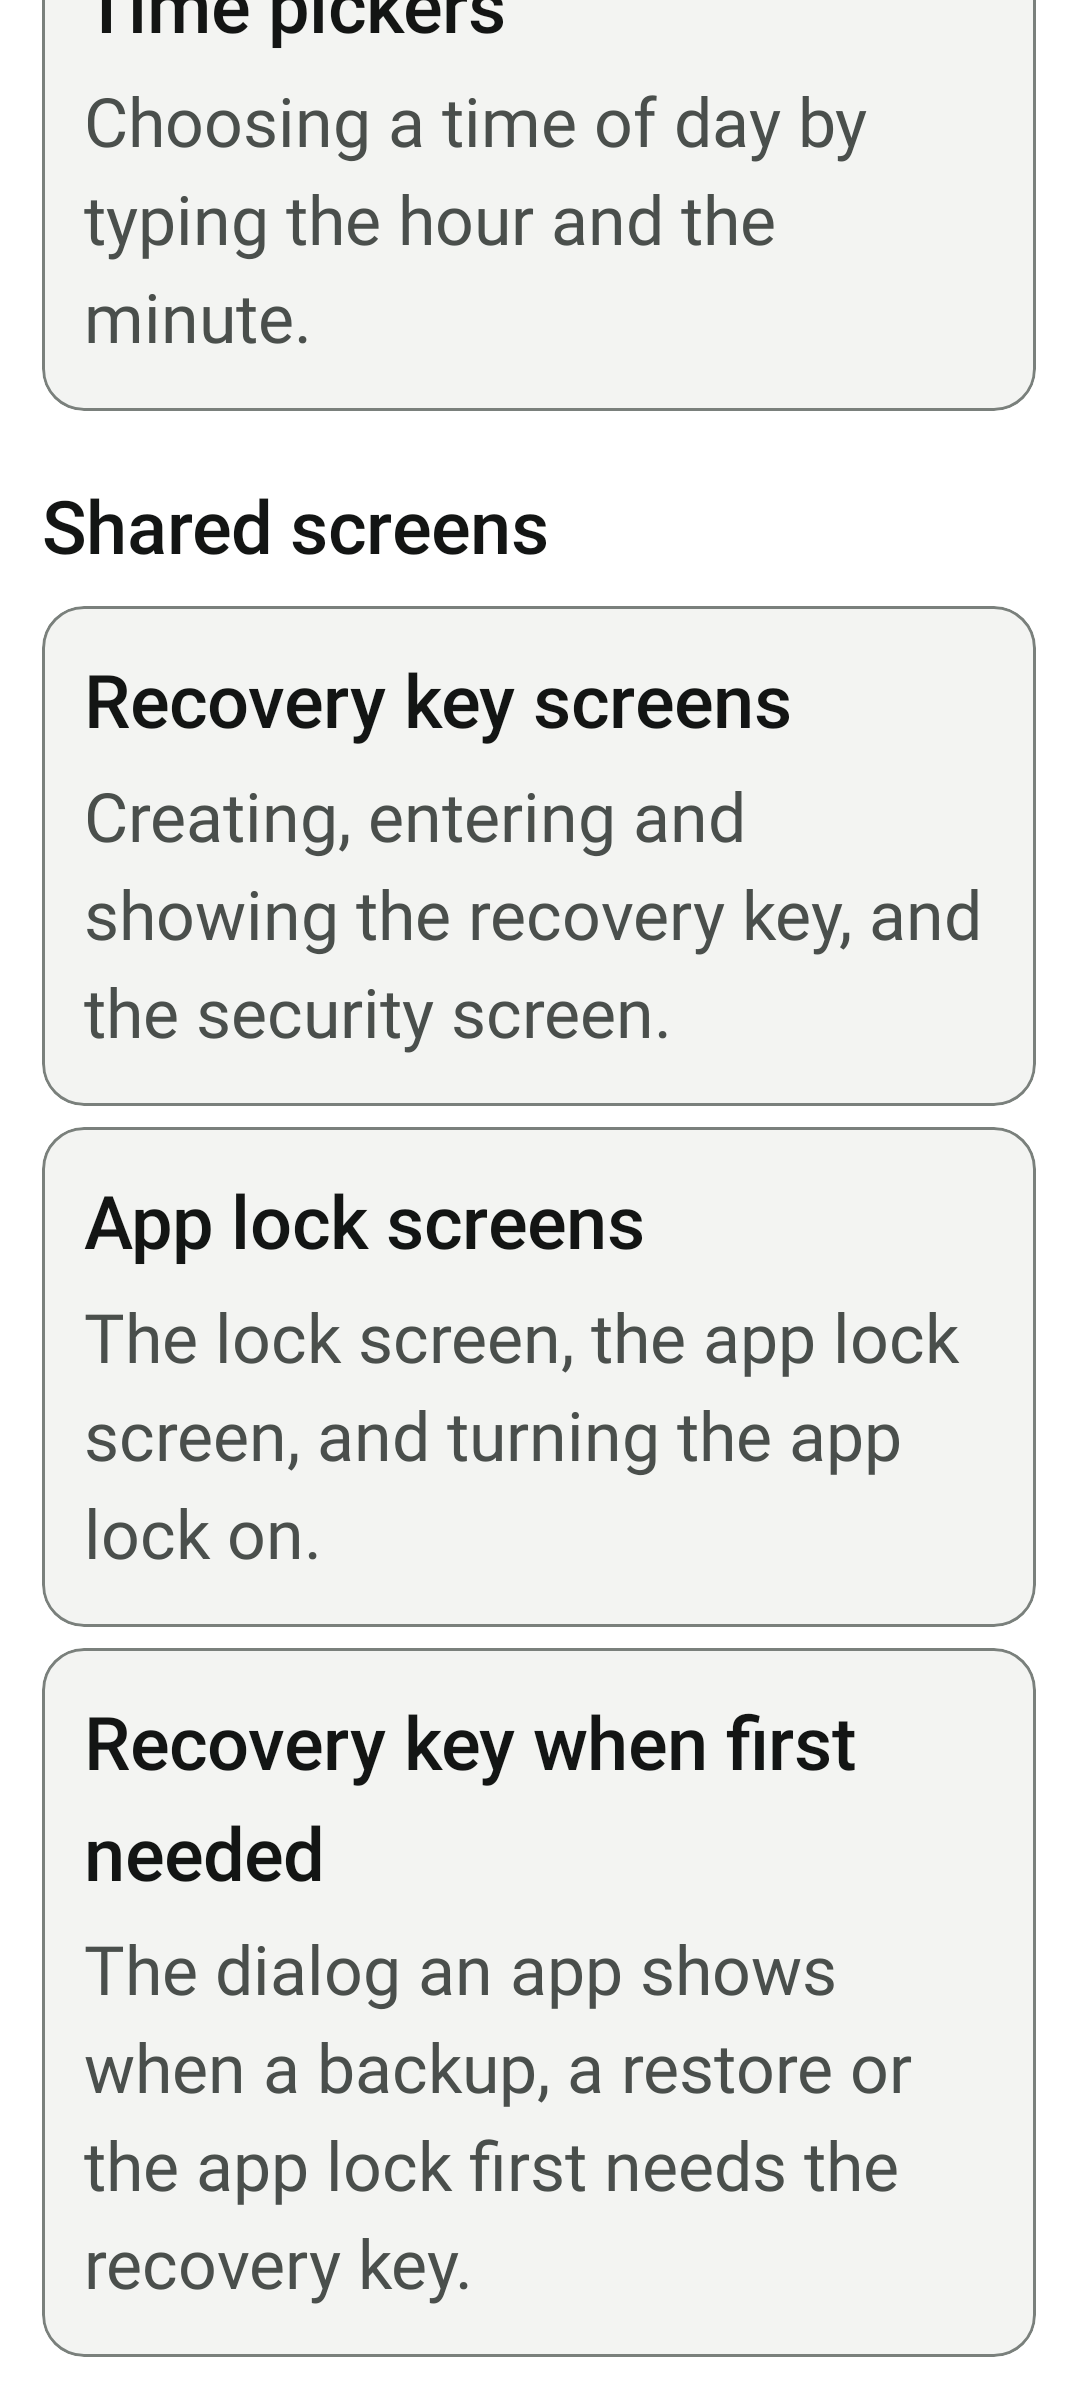 Time pickers
Choosing a time of day by
typing the hour and the
minute.
Shared screens
Recovery key screens
Creating, entering and
showing the recovery key, and
the security screen.
App lock screens
The lock screen, the app lock
screen, and turning the app
lock on.
Recovery key when first
needed
The dialog an app shows
when a backup, a restore or
the app lock first needs the
recovery key.